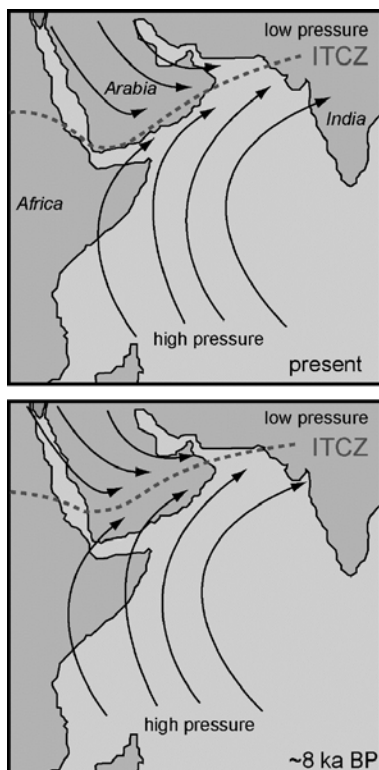 low pressure
ITCZ
Arabia
India
Africa
high pressure
present
low pressure
ITCZ
high pressure
~8 ka BP